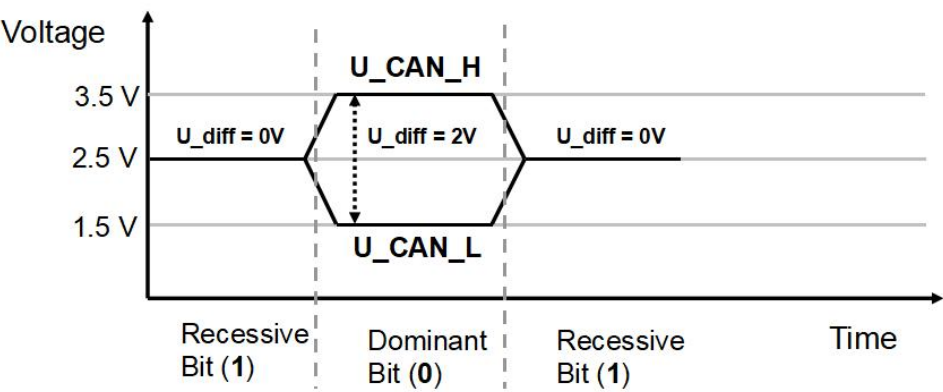 Voltage
U_CAN_H
3.5 V
U_diff = 0V
U_diff = 2V
U_diff = 0V
2.5 V
1.5 V
U_CAN_L
Recessive
Bit (1)
Dominant
Bit (0)
Recessive
Bit (1)
Time